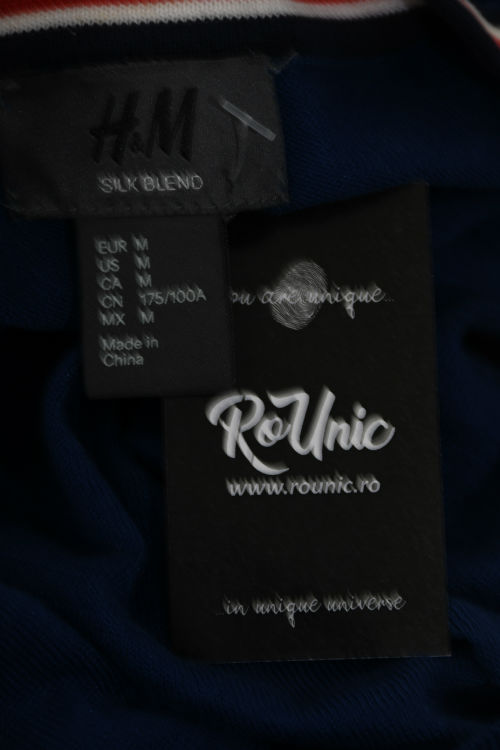 H&M
SILK BLEND
EUR M
US M
CA M
CN 175/100A
MX M
Made in
China
are unique...
RoUnic
www.rounic.ro
...in unique universe